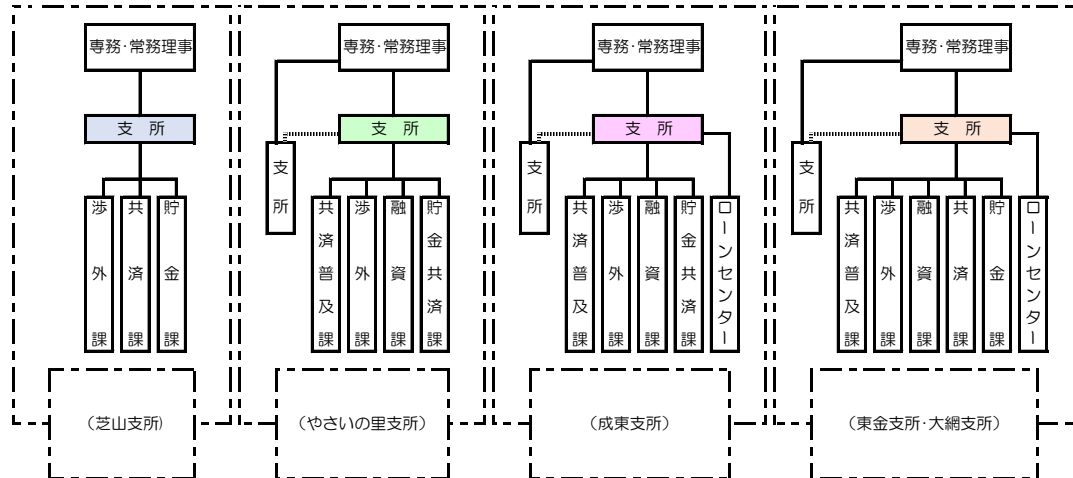 専務・常務理事
支 所
渉外課
共済課
貯金課
(芝山支所)
専務・常務理事
支 所
支所
共済普及課
渉外課
融資課
貯金共済課
(やさいの里支所)
専務・常務理事
支 所
支所
共済普及課
渉外課
融資課
貯金共済課
ローンセンター
(成東支所)
専務・常務理事
支 所
支所
共済普及課
渉外課
融資課
共済課
貯金課
ローンセンター
(東金支所・大網支所)